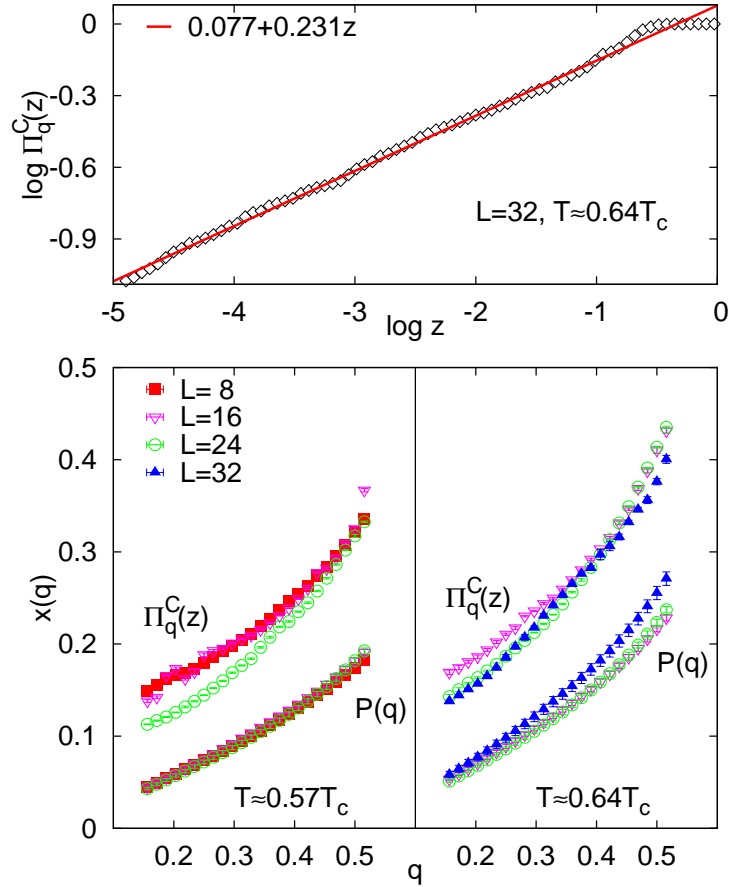 0.077+0.231z
0
-0.3
-0.6
-0.9
log Π_q^C(z)
L=32, T≈0.64T_c
-5 -4 -3 -2 -1 0
log z
0.5
0.4
0.3
0.2
0.1
0
x(q)
L= 8
L=16
L=24
L=32
Π_q^C(z)
P(q)
T≈0.57T_c
Π_q^C(z)
P(q)
T≈0.64T_c
0.2 0.3 0.4 0.5 0.2 0.3 0.4 0.5
q